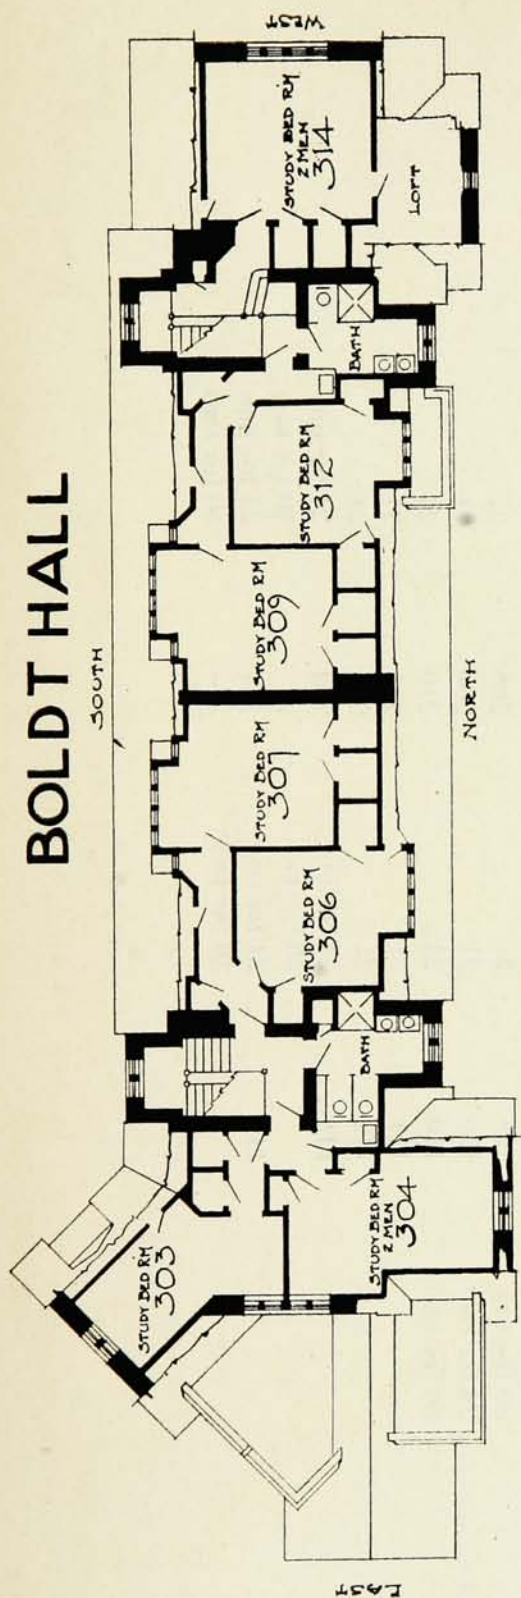 BOLDT HALL
SOUTH
WEST
STUDY BED RM
2 MEN
314
LOFT
BATH
STUDY BED RM
312
STUDY BED RM
309
STUDY BED RM
307
STUDY BED RM
306
BATH
STUDY BED RM
303
STUDY BED RM
2 MEN
304
NORTH
EAST